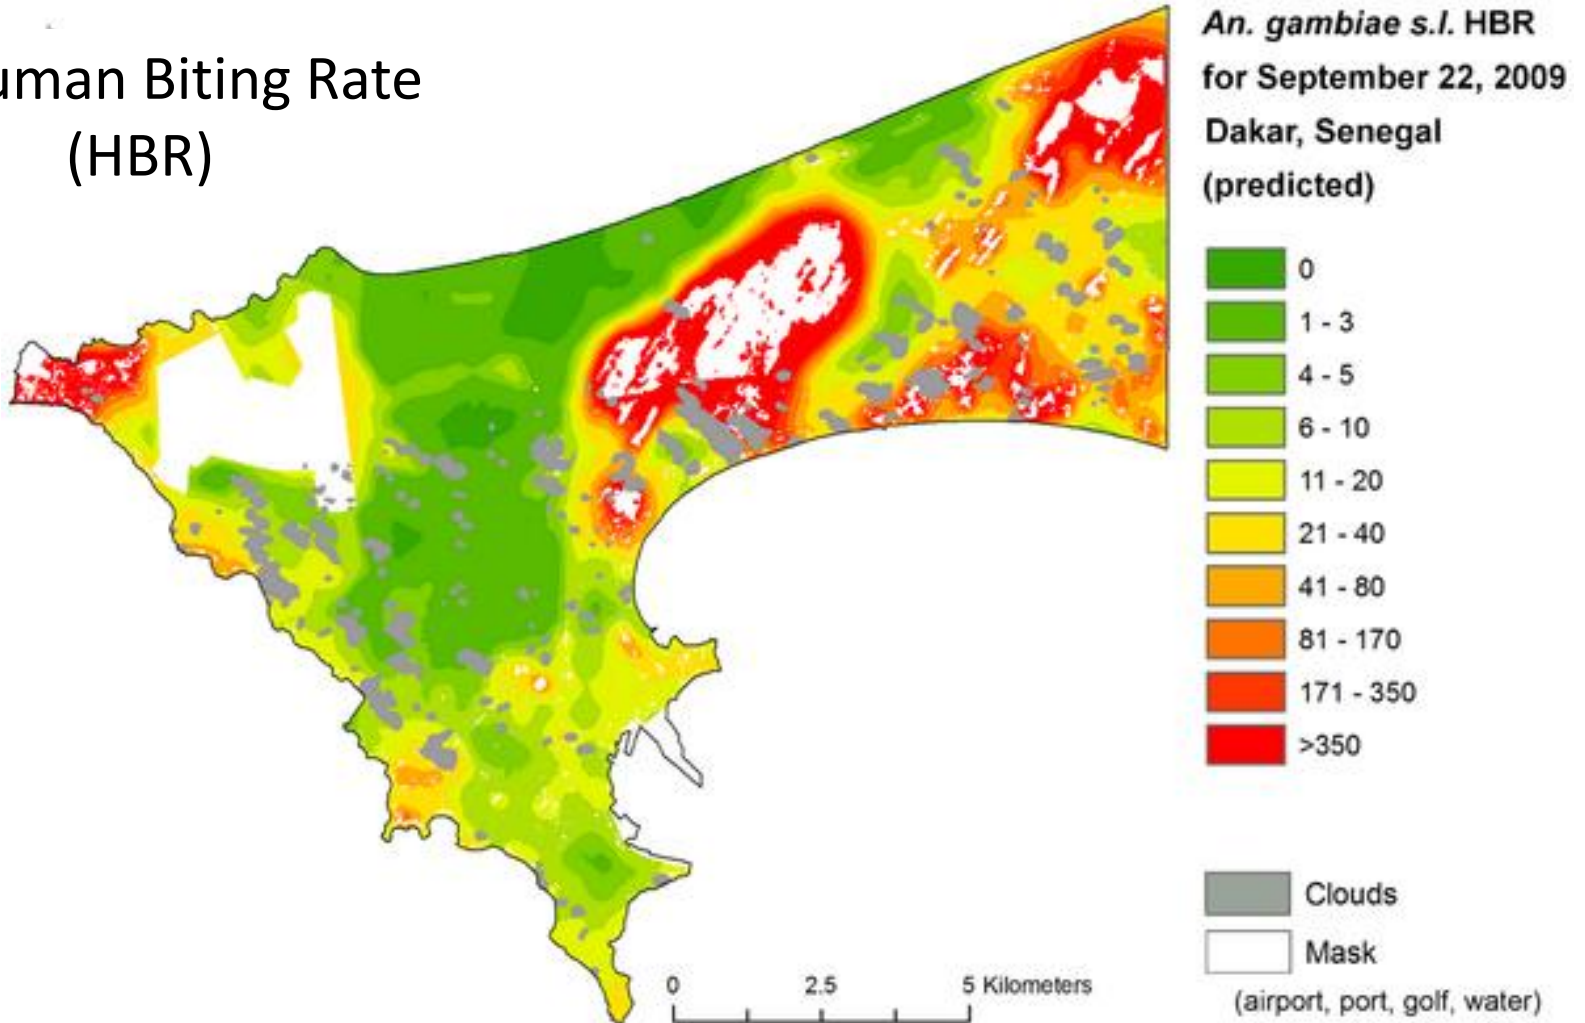 uman Biting Rate
(HBR)
An. gambiae s.l. HBR
for September 22, 2009
Dakar, Senegal
(predicted)
0
1 - 3
4 - 5
6 - 10
11 - 20
21 - 40
41 - 80
81 - 170
171 - 350
>350
Clouds
Mask
(airport, port, golf, water)
0 2.5 5 Kilometers